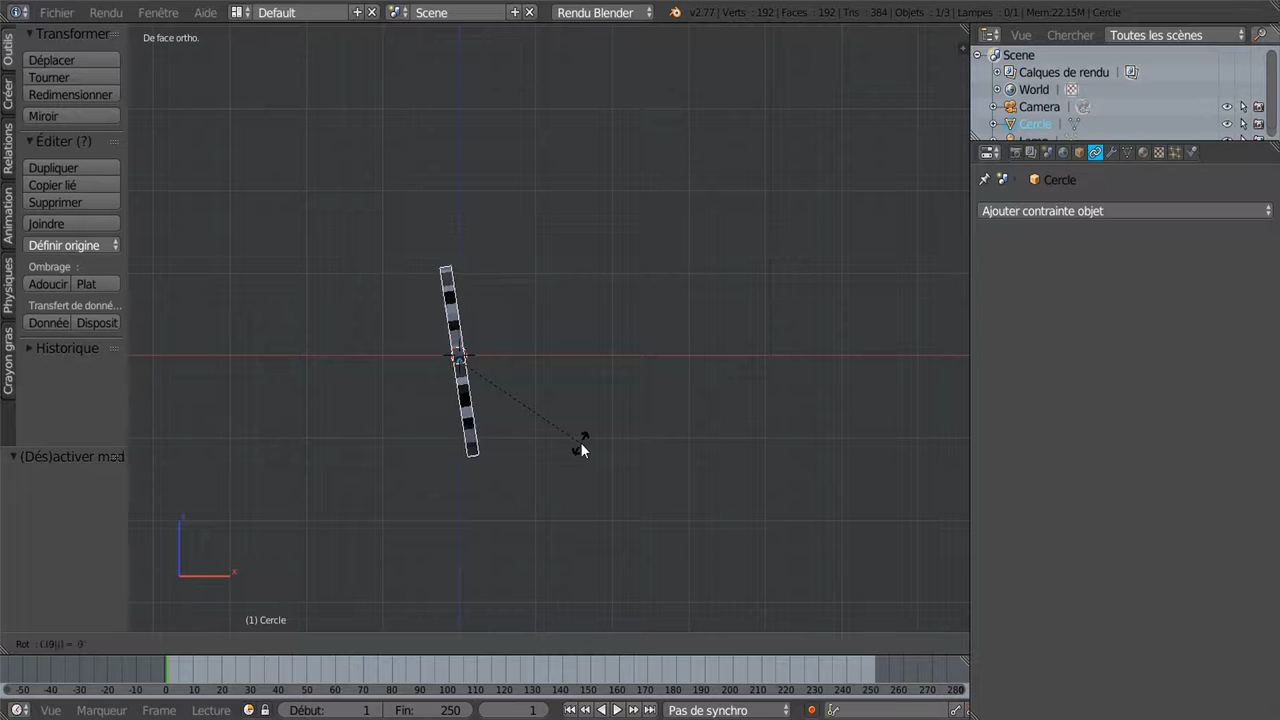 Fichier Rendu Fenêtre Aide Default Scene Rendu Blender v2.77 | Verts : 192 | Faces : 192 | Tris : 384 | Objets : 1/3 | Lampes : 0/1 | Mem:22.15M | Cercle
Transformer
Déplacer
Tourner
Redimensionner
Miroir
Éditer (?)
Dupliquer
Copier lié
Supprimer
Joindre
Définir origine
Ombrage :
Adoucir Plat
Transfert de donné...
Donnée Disposit
Historique
(Dés)activer mod
Outils
Créer
Relations
Animation
Physiques
Crayon gras
De face ortho.
z
x
(1) Cercle
Vue Chercher Toutes les scènes
Scene
Calques de rendu
World
Camera
Cercle
Cercle
Ajouter contrainte objet
-50 -40 -30 -20 -10 0 10 20 30 40 50 60 70 80 90 100 110 120 130 140 150 160 170 180 190 200 210 220 230 240 250 260 270 280
Vue Marqueur Frame Lecture Début: 1 Fin: 250 1 Pas de synchro